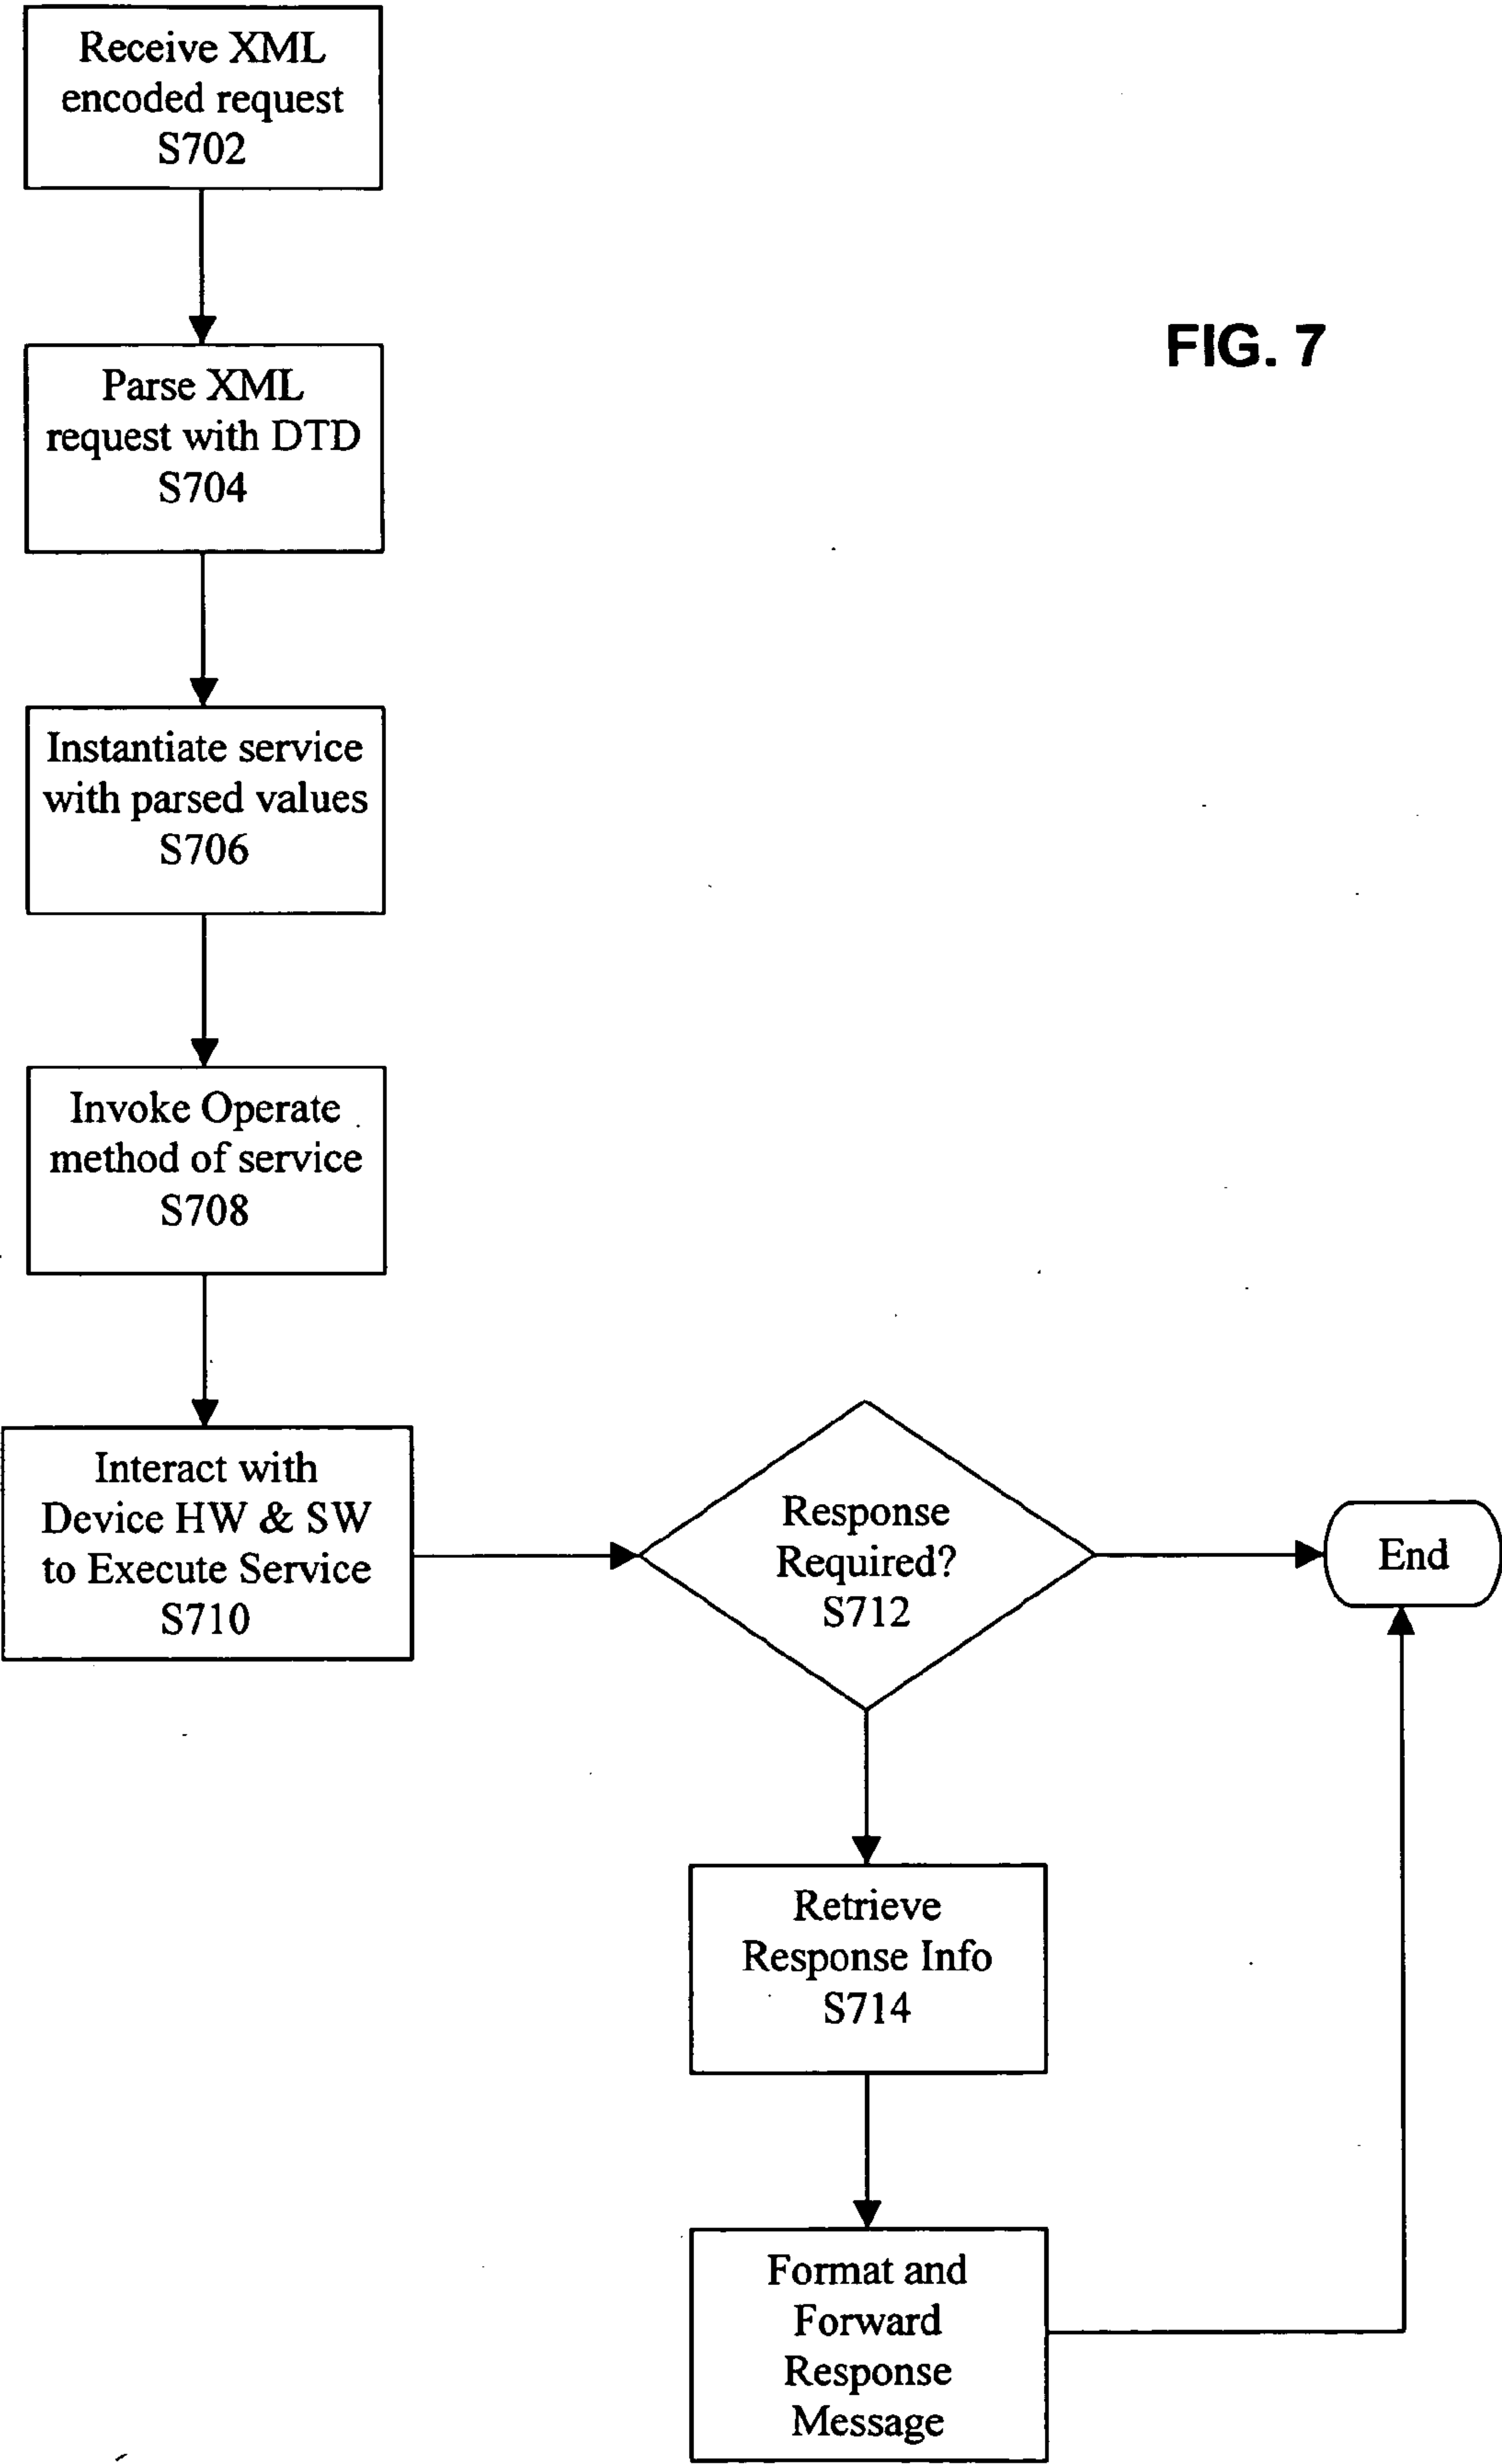 Receive XML
encoded request
S702
FIG. 7
Parse XML
request with DTD
S704
Instantiate service
with parsed values
S706
Invoke Operate
method of service
S708
Interact with
Device HW & SW
to Execute Service
S710
Response
Required?
S712
End
Retrieve
Response Info
S714
Format and
Forward
Response
Message